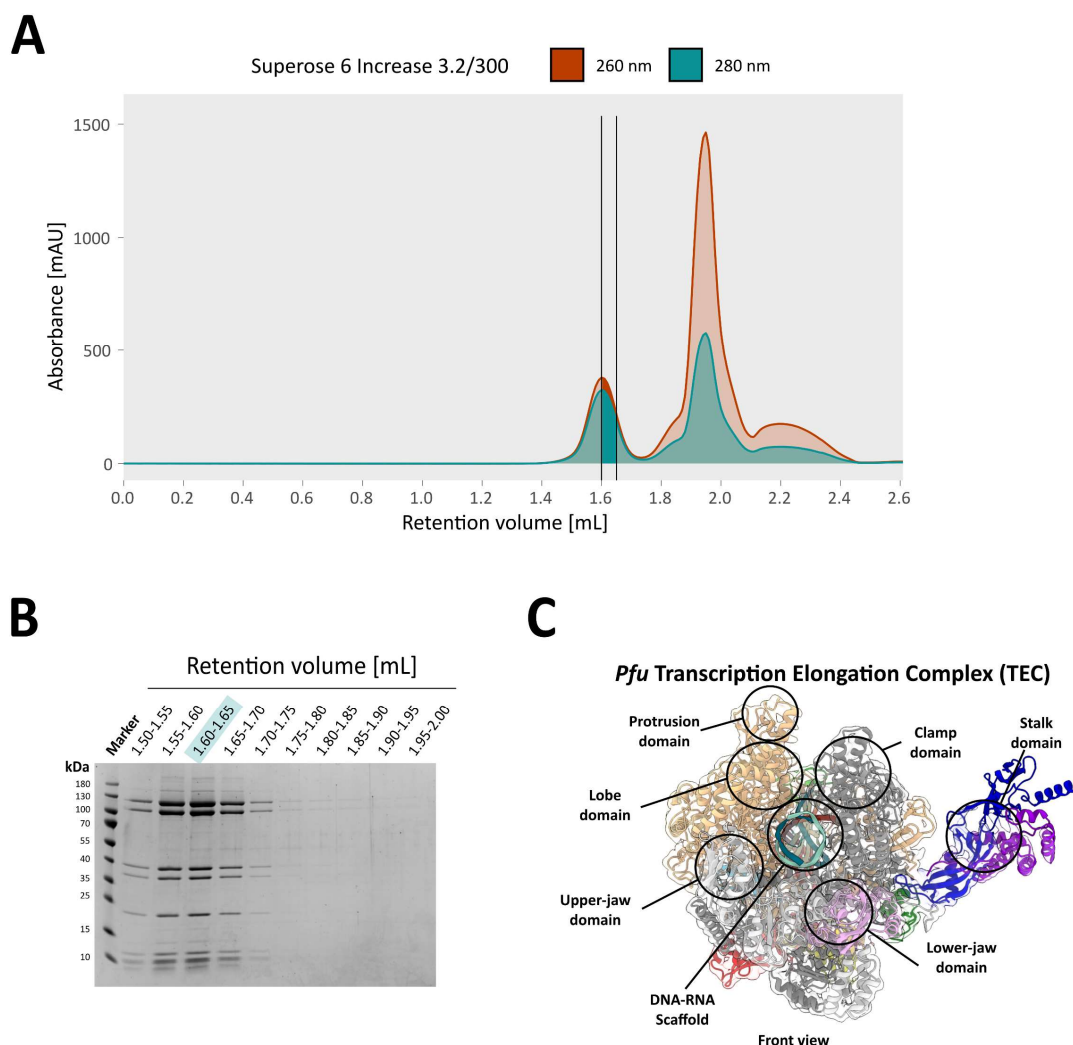 A
Superose 6 Increase 3.2/300
260 nm
280 nm
Absorbance [mAU]
1500
1000
500
0
0.0 0.2 0.4 0.6 0.8 1.0 1.2 1.4 1.6 1.8 2.0 2.2 2.4 2.6
Retention volume [mL]
B
Retention volume [mL]
Marker
1.50-1.55
1.55-1.60
1.60-1.65
1.65-1.70
1.70-1.75
1.75-1.80
1.80-1.85
1.85-1.90
1.90-1.95
1.95-2.00
kDa
180
130
100
70
55
40
35
25
15
10
C
Pfu Transcription Elongation Complex (TEC)
Protrusion
domain
Clamp
domain
Stalk
domain
Lobe
domain
Upper-jaw
domain
Lower-jaw
domain
DNA-RNA
Scaffold
Front view